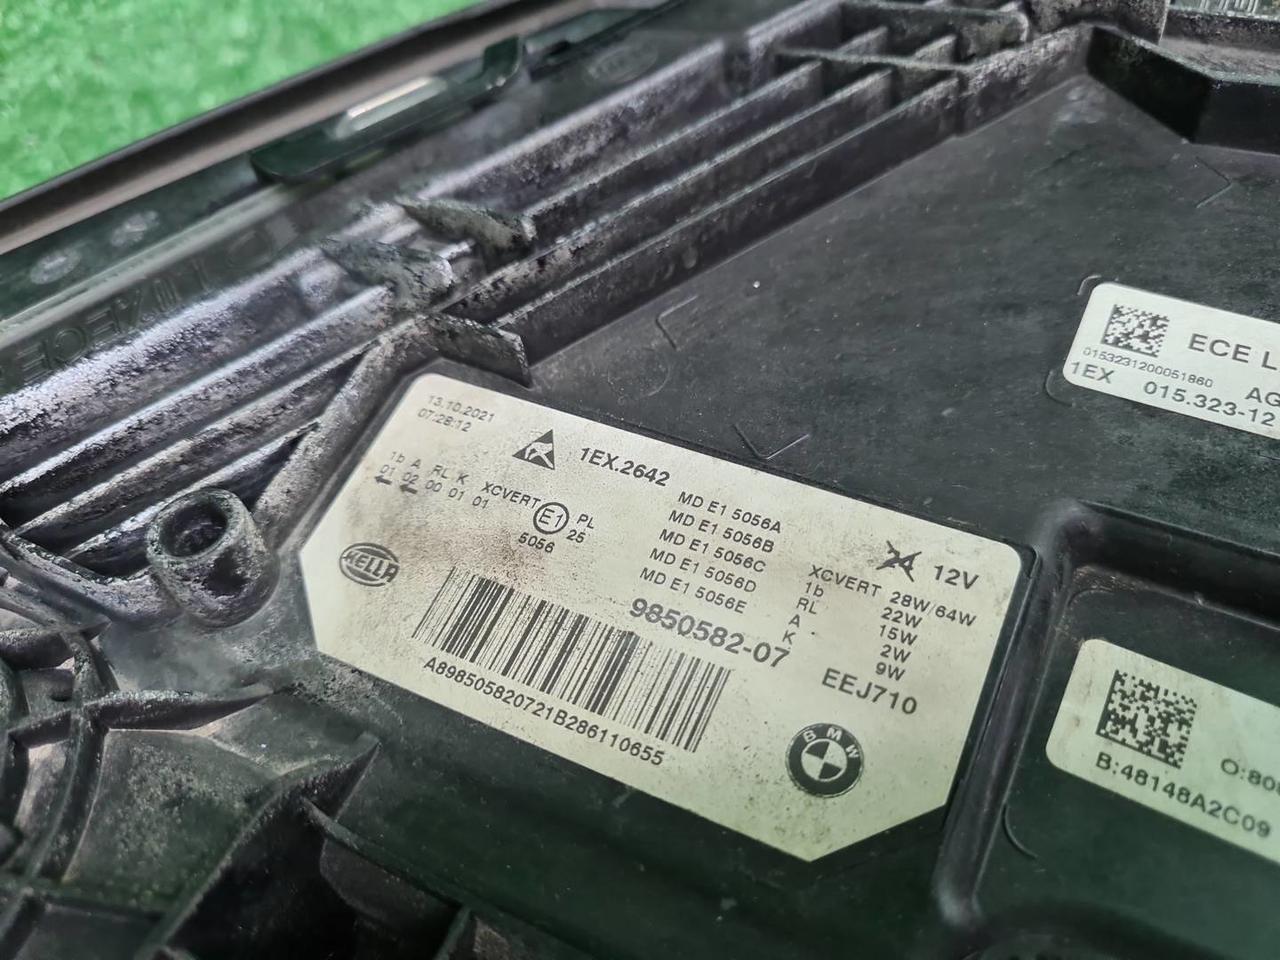 13.10.2021
07:28:12
1EX.2642
1b A RL K XCVERT E1 PL
01 02 00 01 01 25
5056
HELLA
MD E1 5056A
MD E1 5056B
MD E1 5056C
MD E1 5056D
MD E1 5056E
12V
XCVERT 28W/64W
1b 22W
RL 15W
A 2W
K 9W
9850582-07
EEJ710
A898505820721B286110655
BMW
ECE L
0153231200051860
AG
1EX 015.323-12
B:48148A2C09